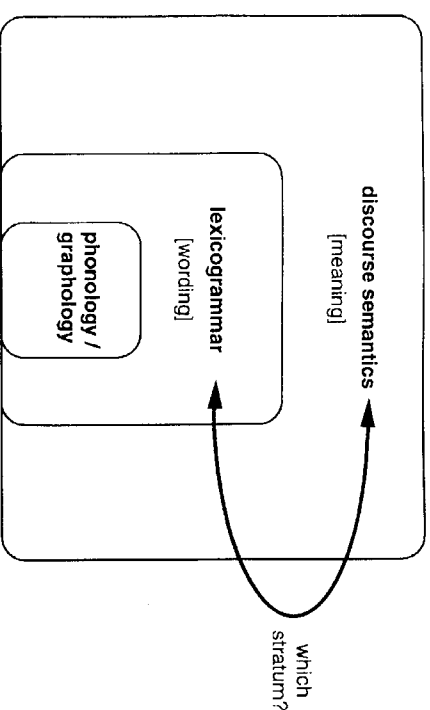 discourse semantics
[meaning]
lexicogrammar
[wording]
phonology /
graphology
which
stratum?